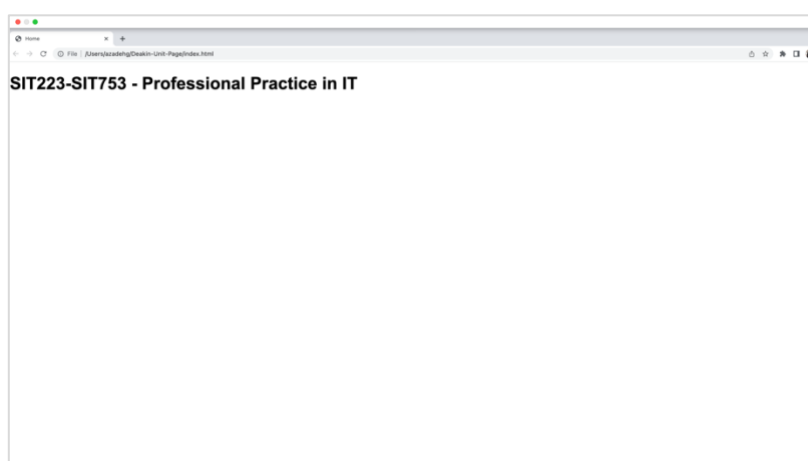 Home
File | /Users/azadehg/Deakin-Unit-Page/index.html
SIT223-SIT753 - Professional Practice in IT